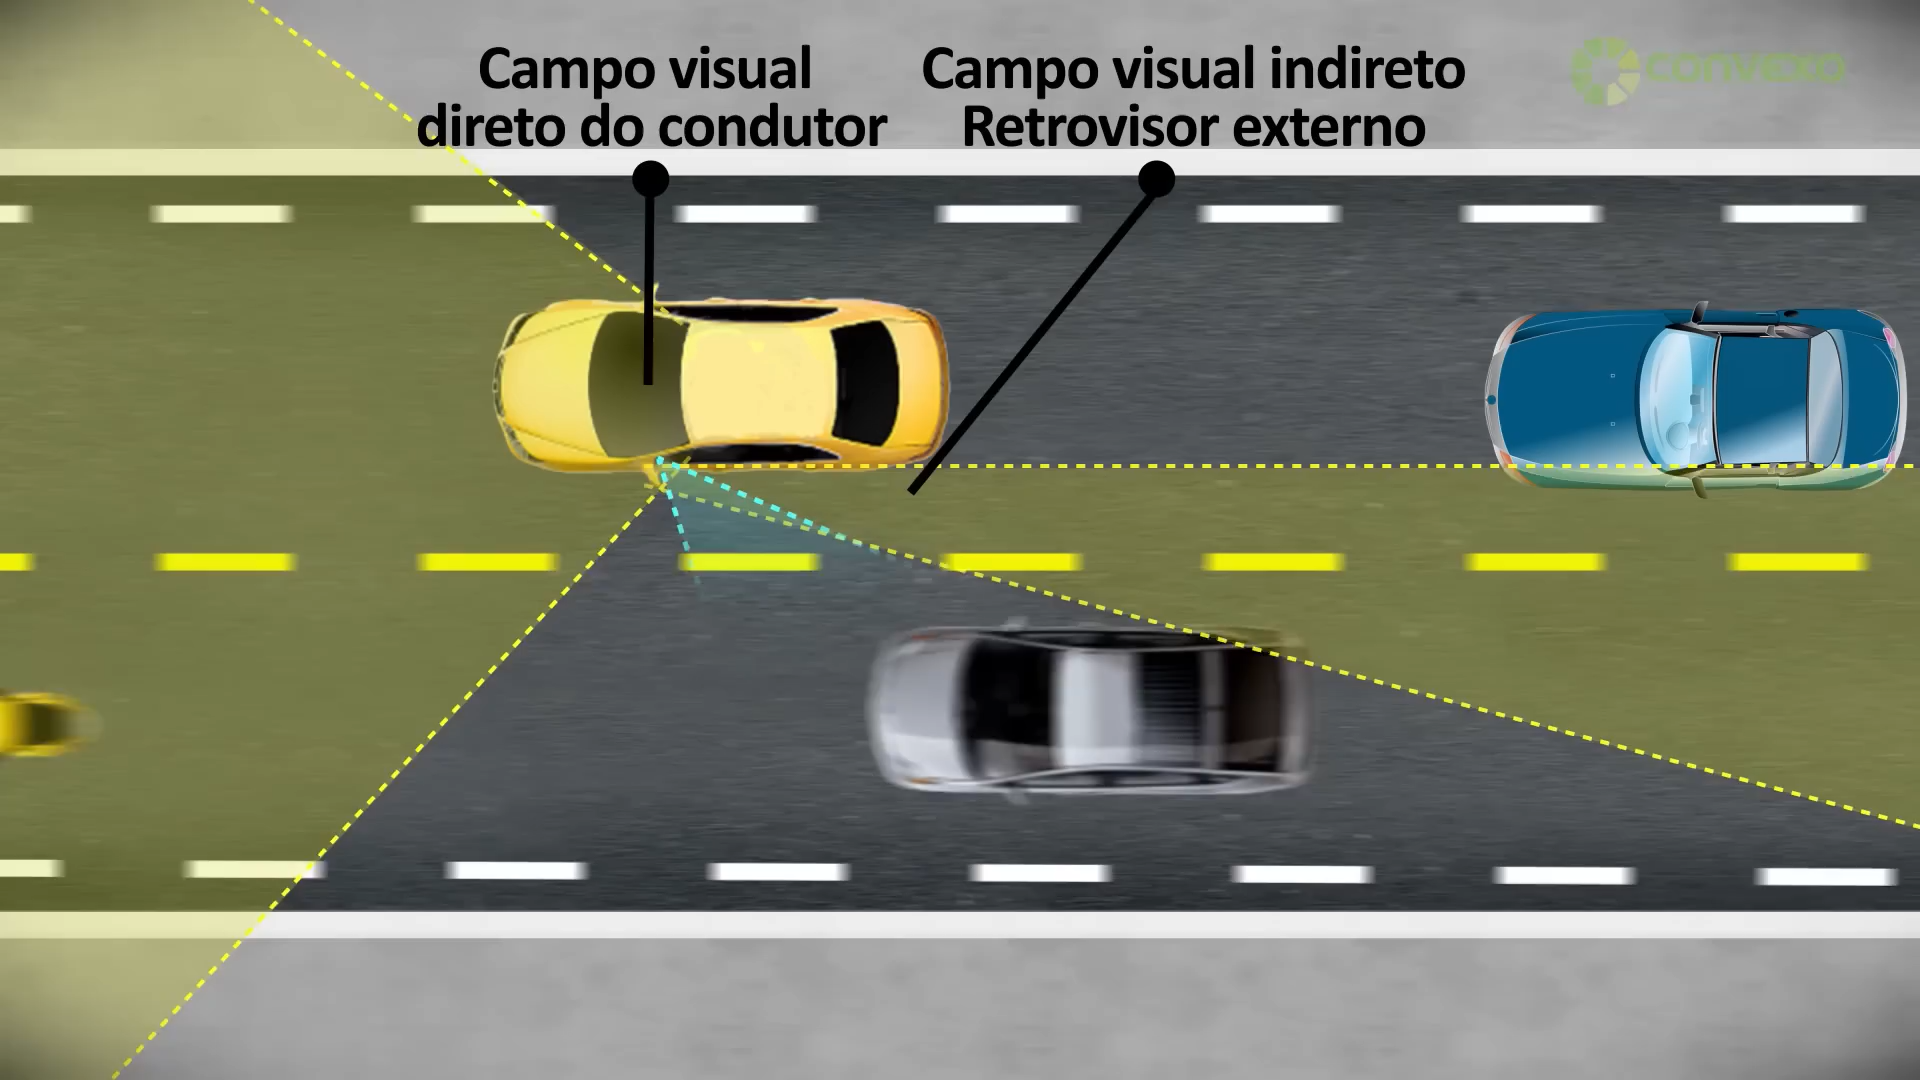 Campo visual
direto do condutor
Campo visual indireto
Retrovisor externo
CONVEXO